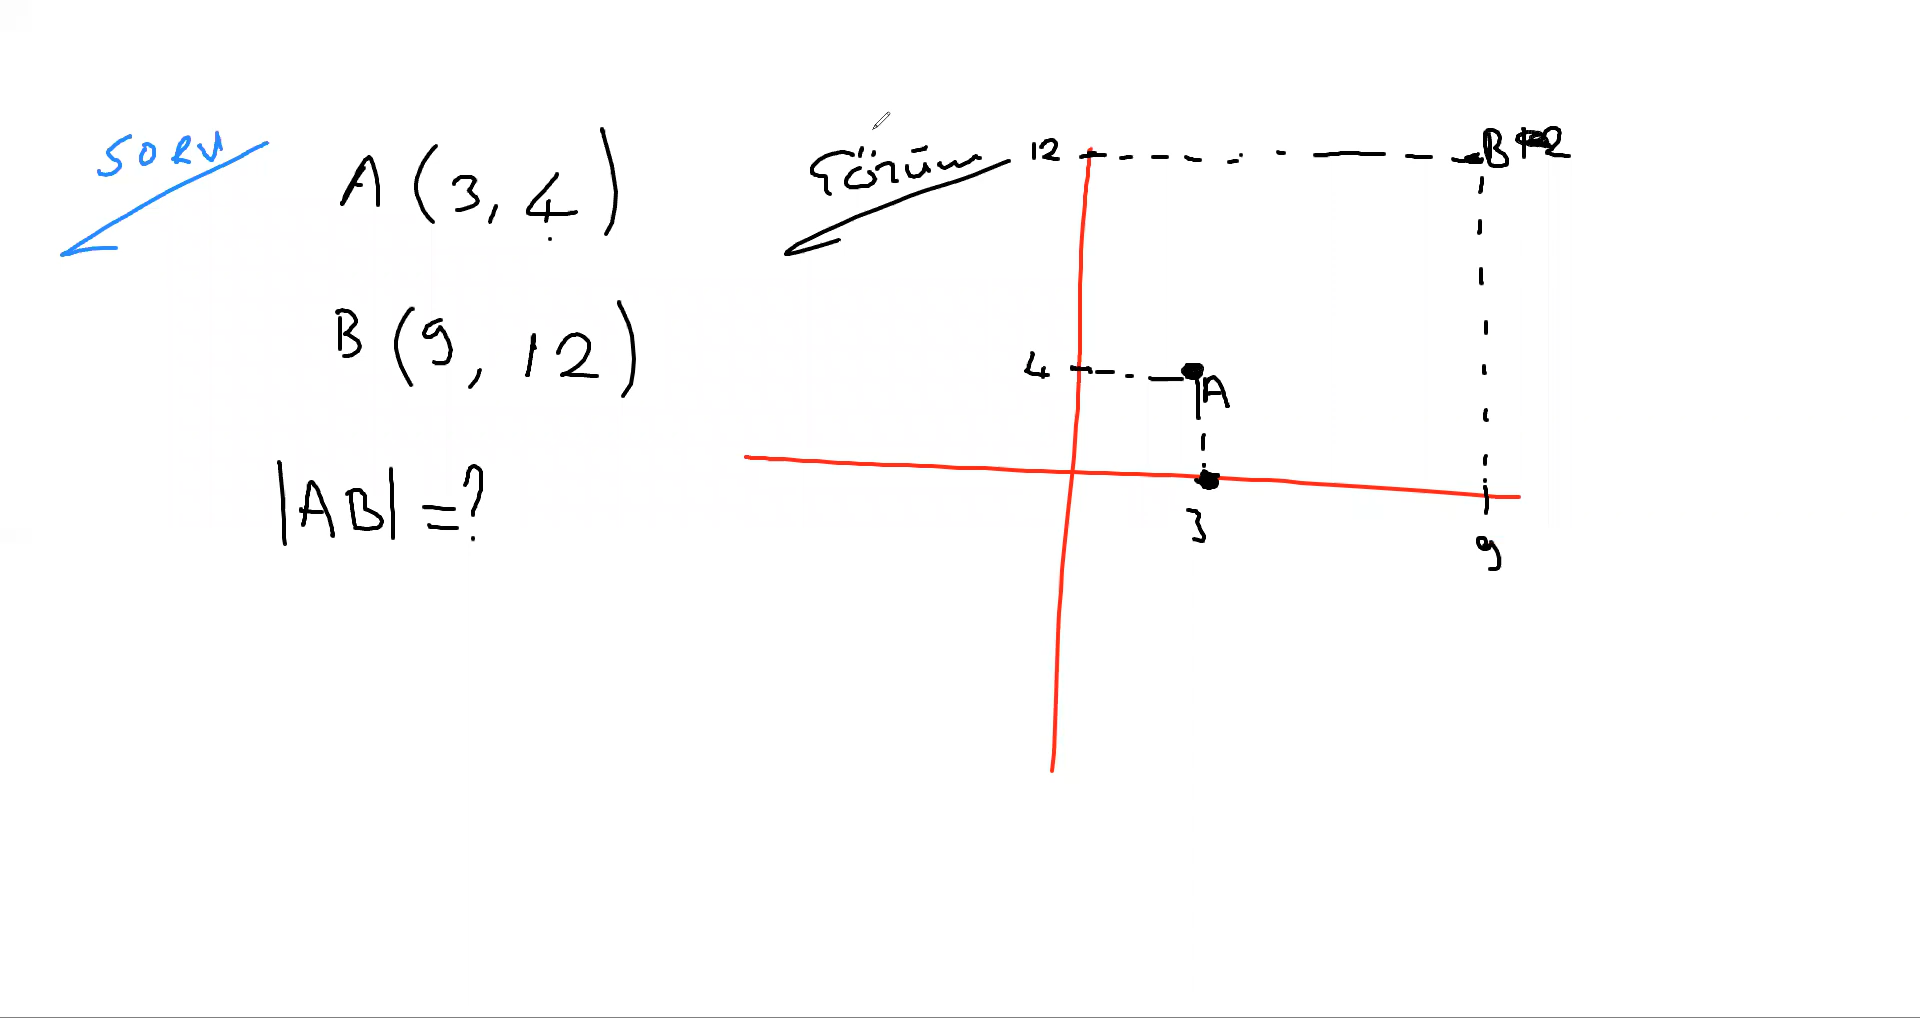 SORU
A (3, 4)
B (9, 12)
|AB| = ?
Çözüm
12
B
4
A
3
9